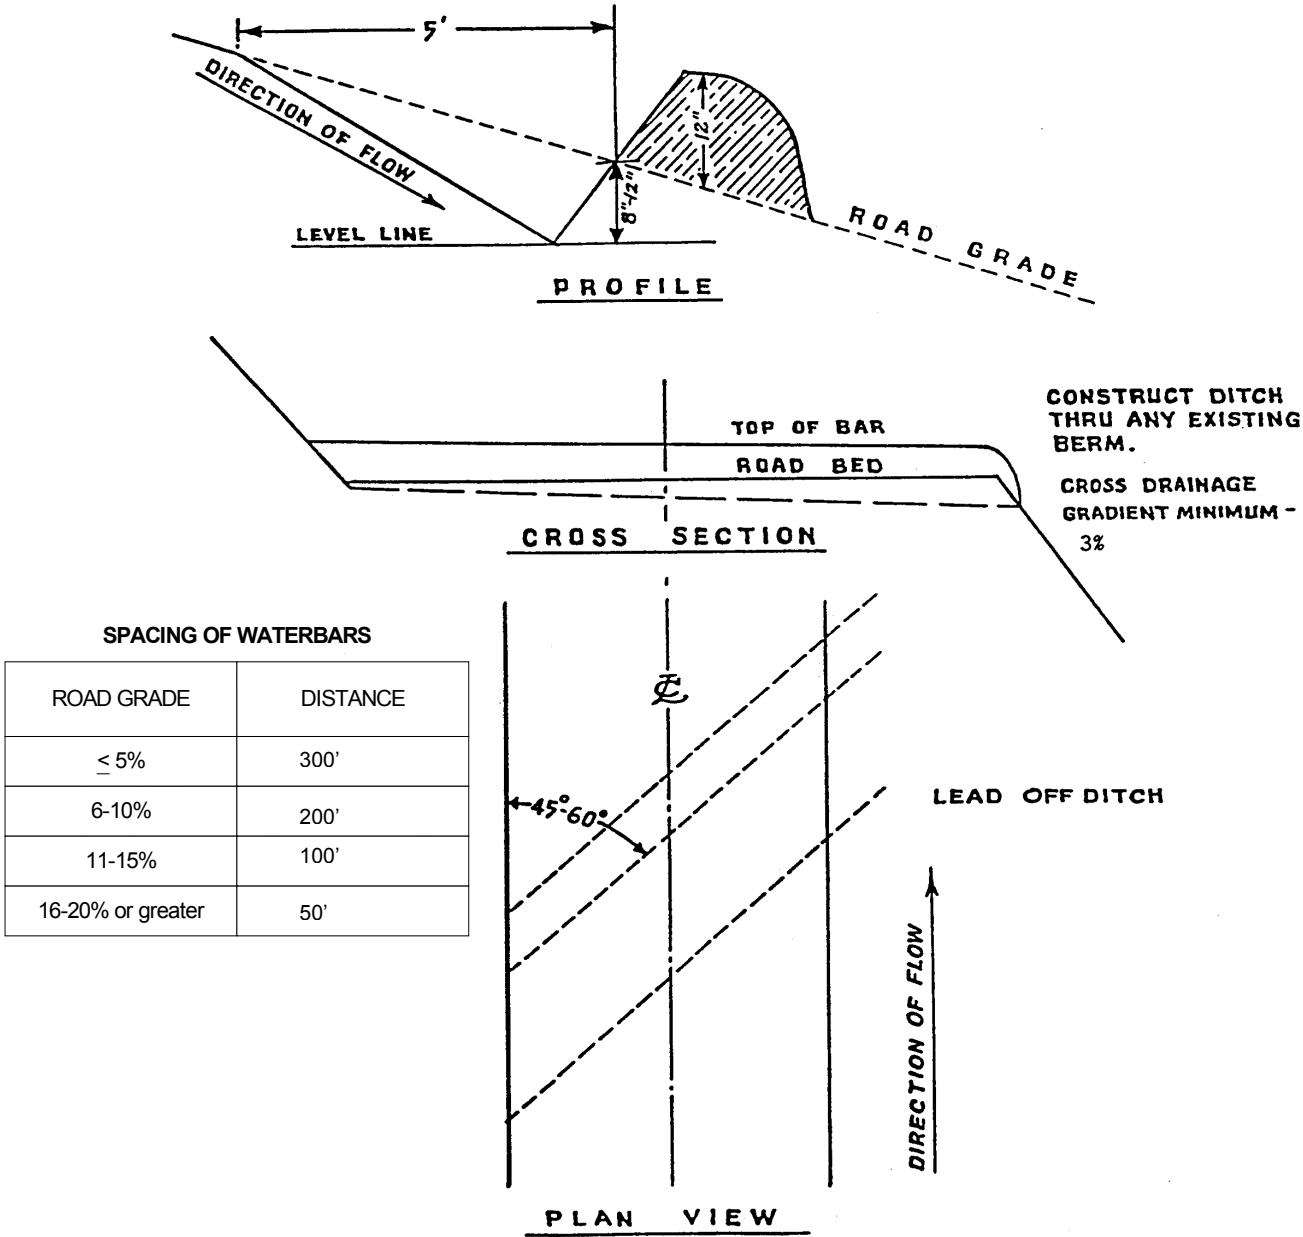 5'
DIRECTION OF FLOW
12"
8"-12"
LEVEL LINE
ROAD GRADE
PROFILE
CONSTRUCT DITCH
THRU ANY EXISTING
BERM.
TOP OF BAR
ROAD BED
CROSS DRAINAGE
GRADIENT MINIMUM -
3%
CROSS SECTION
SPACING OF WATERBARS
ROAD GRADE DISTANCE
≤ 5% 300'
6-10% 200'
11-15% 100'
16-20% or greater 50'
℄
45°-60°
LEAD OFF DITCH
DIRECTION OF FLOW
PLAN VIEW